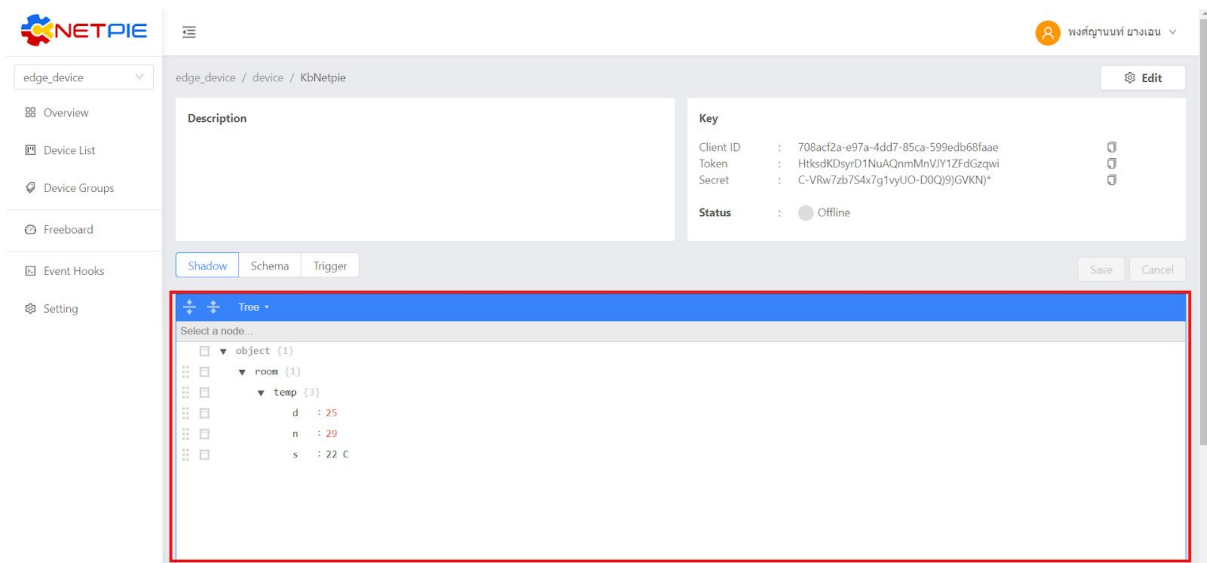 NETPIE
พงศ์ญานนท์ ยางเอน
edge_device
edge_device / device / KbNetpie
Edit
Overview
Device List
Device Groups
Freeboard
Event Hooks
Setting
Description
Key
Client ID : 708acf2a-e97a-4dd7-85ca-599edb68faae
Token : HtksdKDsyrD1NuAQnmMnVJY1ZFdGzqwi
Secret : C-VRw7zb7S4x7g1vyUO-D0Q)9)GVKN)*
Status : Offline
Shadow Schema Trigger
Save Cancel
Tree
Select a node...
object {1}
room {1}
temp {3}
d : 25
n : 29
s : 22 C